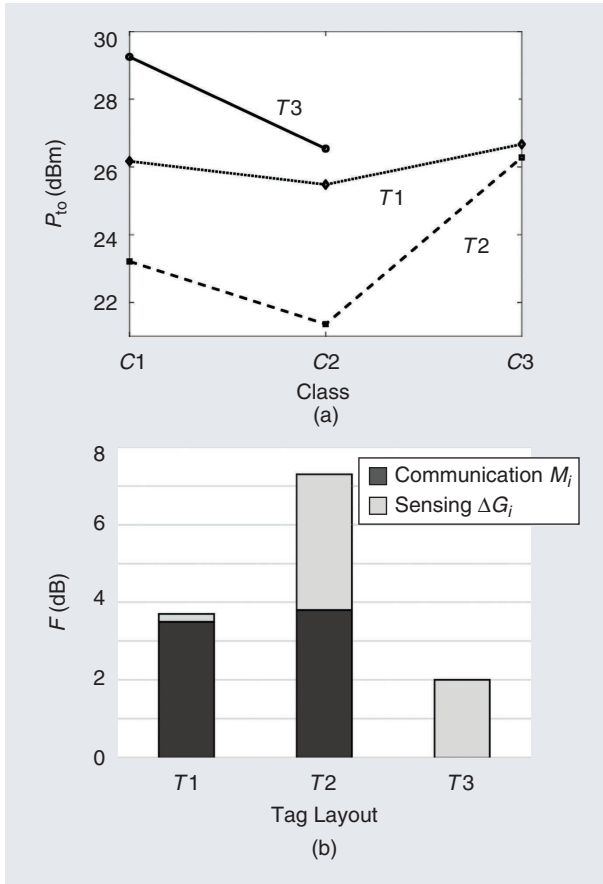 30
28
26
24
22
P_to (dBm)
T3
T1
T2
C1
C2
C3
Class
(a)
8
6
4
2
0
F (dB)
Communication M_i
Sensing ΔG_i
T1
T2
T3
Tag Layout
(b)